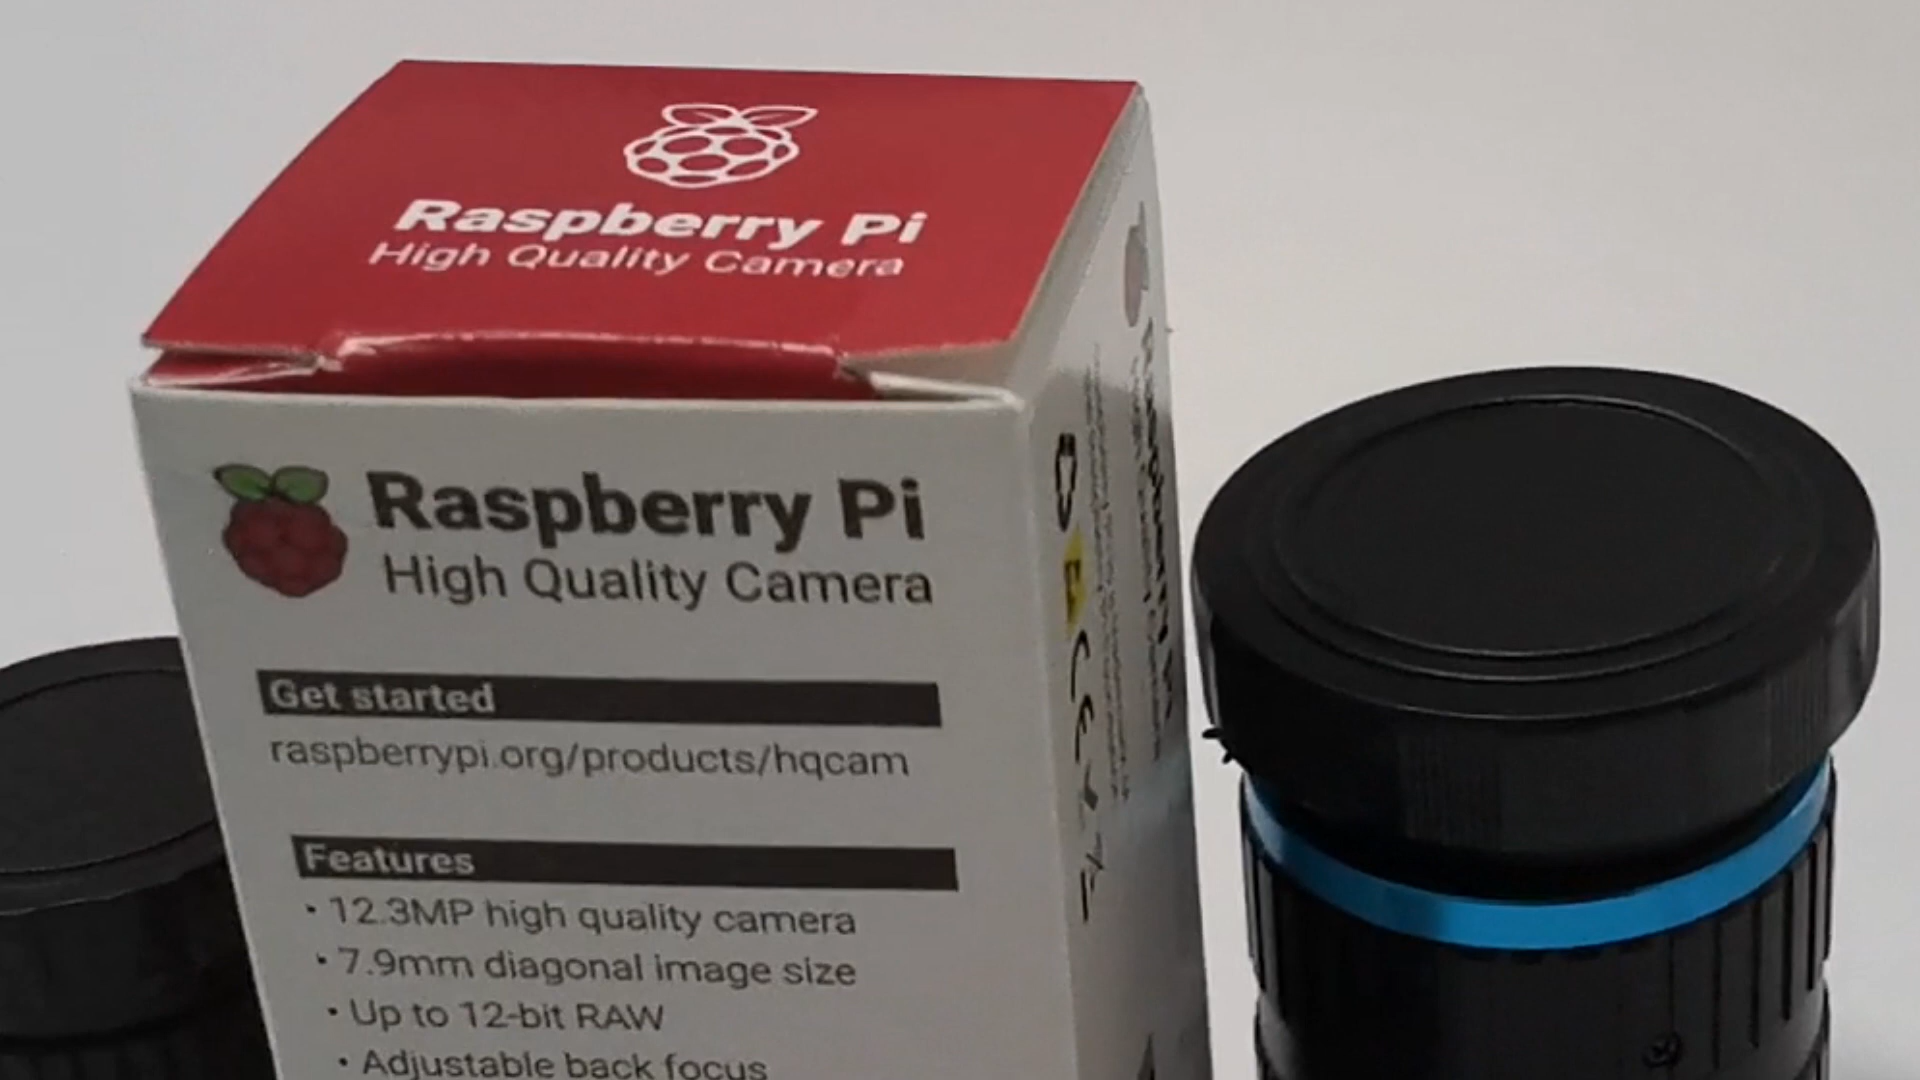 Raspberry Pi
High Quality Camera
Raspberry Pi
High Quality Camera
Get started
raspberrypi.org/products/hqcam
Features
· 12.3MP high quality camera
· 7.9mm diagonal image size
· Up to 12-bit RAW
· Adjustable back focus